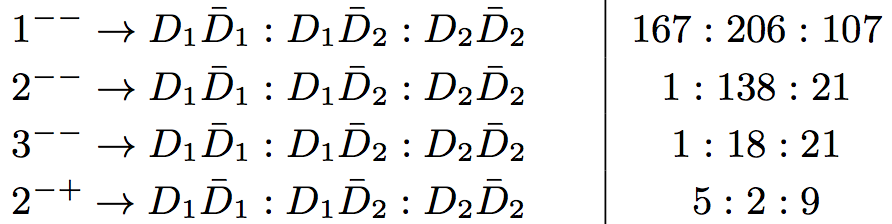 1⁻⁻ → D₁D̄₁ : D₁D̄₂ : D₂D̄₂ | 167 : 206 : 107
2⁻⁻ → D₁D̄₁ : D₁D̄₂ : D₂D̄₂ | 1 : 138 : 21
3⁻⁻ → D₁D̄₁ : D₁D̄₂ : D₂D̄₂ | 1 : 18 : 21
2⁻⁺ → D₁D̄₁ : D₁D̄₂ : D₂D̄₂ | 5 : 2 : 9